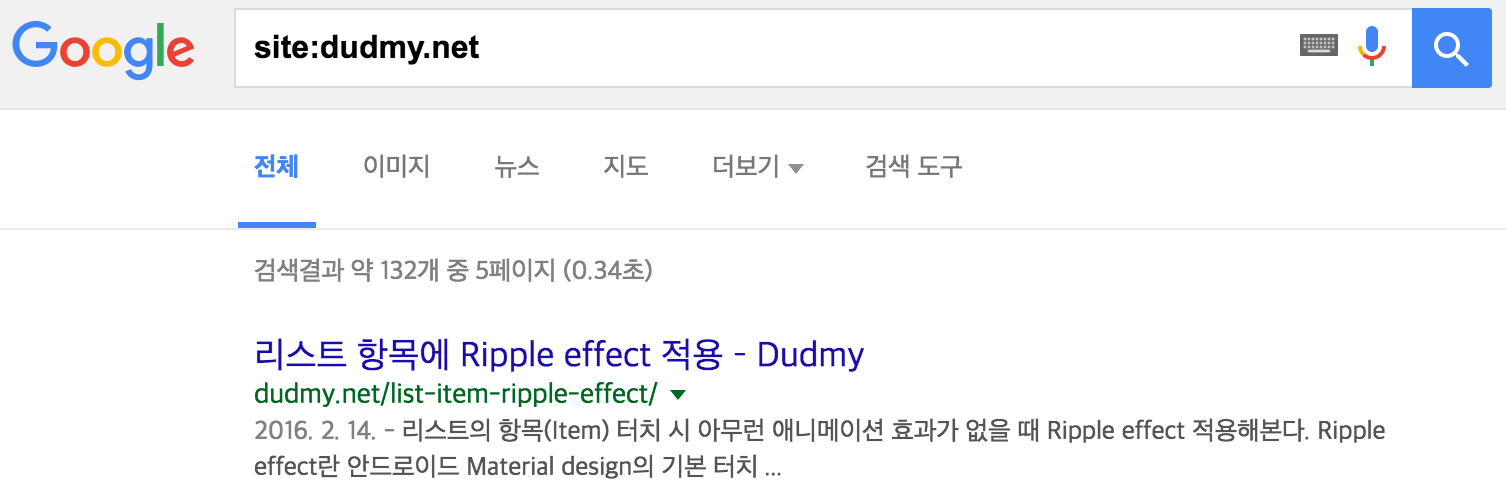 Google
site:dudmy.net
전체 이미지 뉴스 지도 더보기 검색 도구
검색결과 약 132개 중 5페이지 (0.34초)
리스트 항목에 Ripple effect 적용 - Dudmy
dudmy.net/list-item-ripple-effect/
2016. 2. 14. - 리스트의 항목(Item) 터치 시 아무런 애니메이션 효과가 없을 때 Ripple effect 적용해본다. Ripple
effect란 안드로이드 Material design의 기본 터치 ...